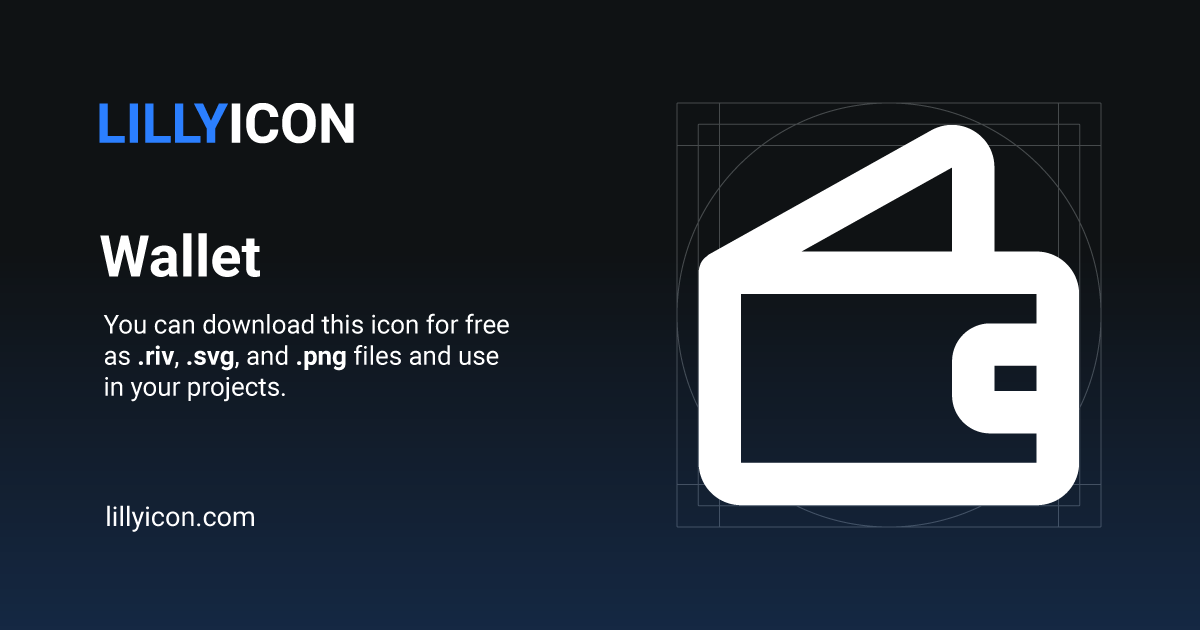 LILLYICON
Wallet
You can download this icon for free
as .riv, .svg, and .png files and use
in your projects.
lillyicon.com